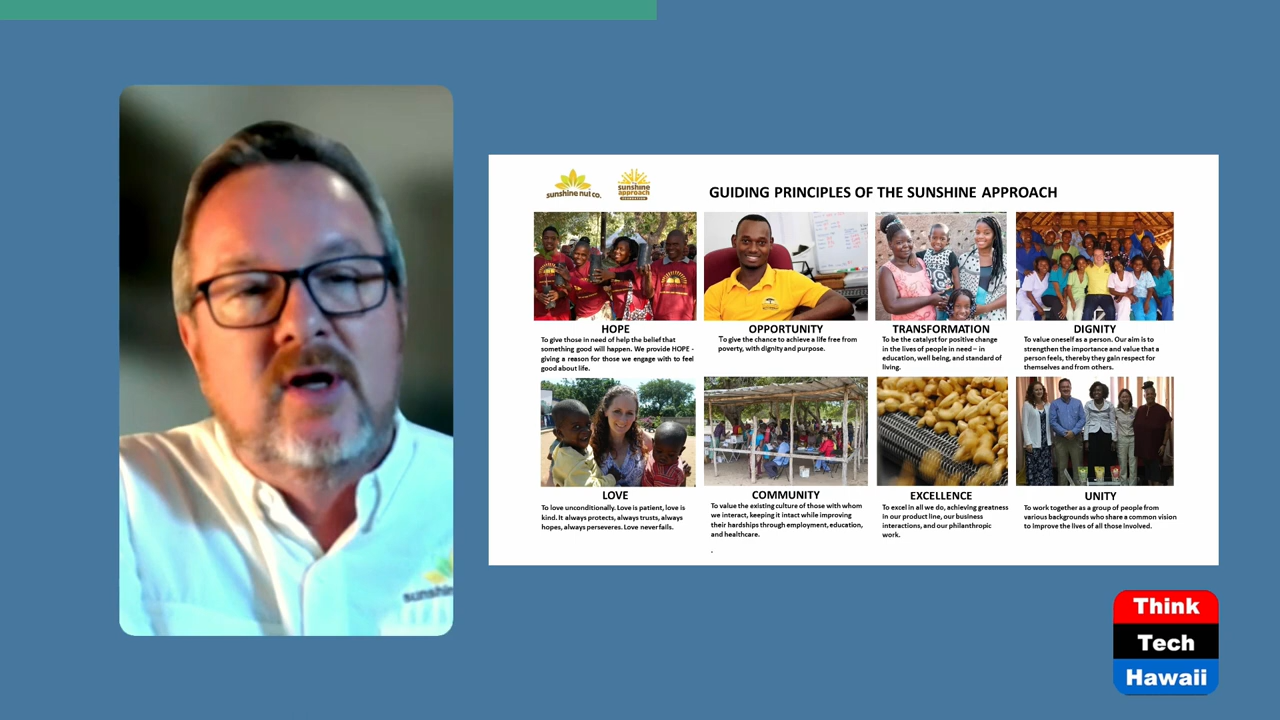 sunshine nut co.
sunshine
approach
FOUNDATION
GUIDING PRINCIPLES OF THE SUNSHINE APPROACH
HOPE
To give those in need of help the belief that
something good will happen. We provide HOPE -
giving a reason for those we engage with to feel
good about life.
OPPORTUNITY
To give the chance to achieve a life free from
poverty, with dignity and purpose.
TRANSFORMATION
To be the catalyst for positive change
in the lives of people in need – in
education, well being, and standard of
living.
DIGNITY
To value oneself as a person. Our aim is to
strengthen the importance and value that a
person feels, thereby they gain respect for
themselves and from others.
LOVE
To love unconditionally. Love is patient, love is
kind. It always protects, always trusts, always
hopes, always perseveres. Love never fails.
COMMUNITY
To value the existing culture of those with whom
we interact, keeping it intact while improving
their hardships through employment, education,
and healthcare.
.
EXCELLENCE
To excel in all we do, achieving greatness
in our product line, our business
interactions, and our philanthropic
work.
UNITY
To work together as a group of people from
various backgrounds who share a common vision
to improve the lives of all those involved.
sunshine
Think
Tech
Hawaii